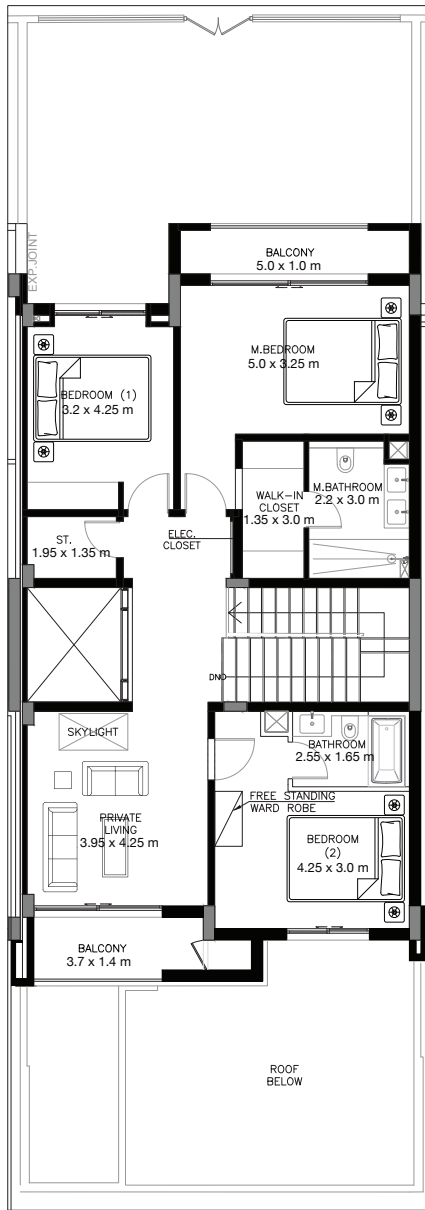 EXP.JOINT
BALCONY
5.0 x 1.0 m
M.BEDROOM
5.0 x 3.25 m
BEDROOM (1)
3.2 x 4.25 m
M.BATHROOM
2.2 x 3.0 m
WALK-IN
CLOSET
1.35 x 3.0 m
ST.
1.95 x 1.35 m
ELEC.
CLOSET
DN
SKYLIGHT
BATHROOM
2.55 x 1.65 m
FREE STANDING
WARD ROBE
PRIVATE
LIVING
3.95 x 4.25 m
BEDROOM
(2)
4.25 x 3.0 m
BALCONY
3.7 x 1.4 m
ROOF
BELOW